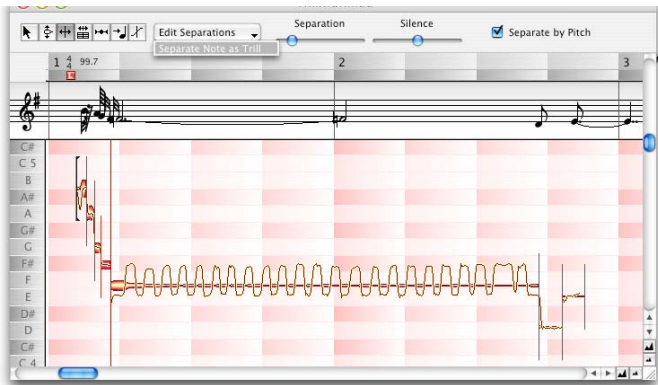 Edit Separations
Separation
Silence
Separate by Pitch
Separate Note as Trill
1 4 4 99.7 2 3
C#
C 5
B
A#
A
G#
G
F#
F
E
D#
D
C#
C 4